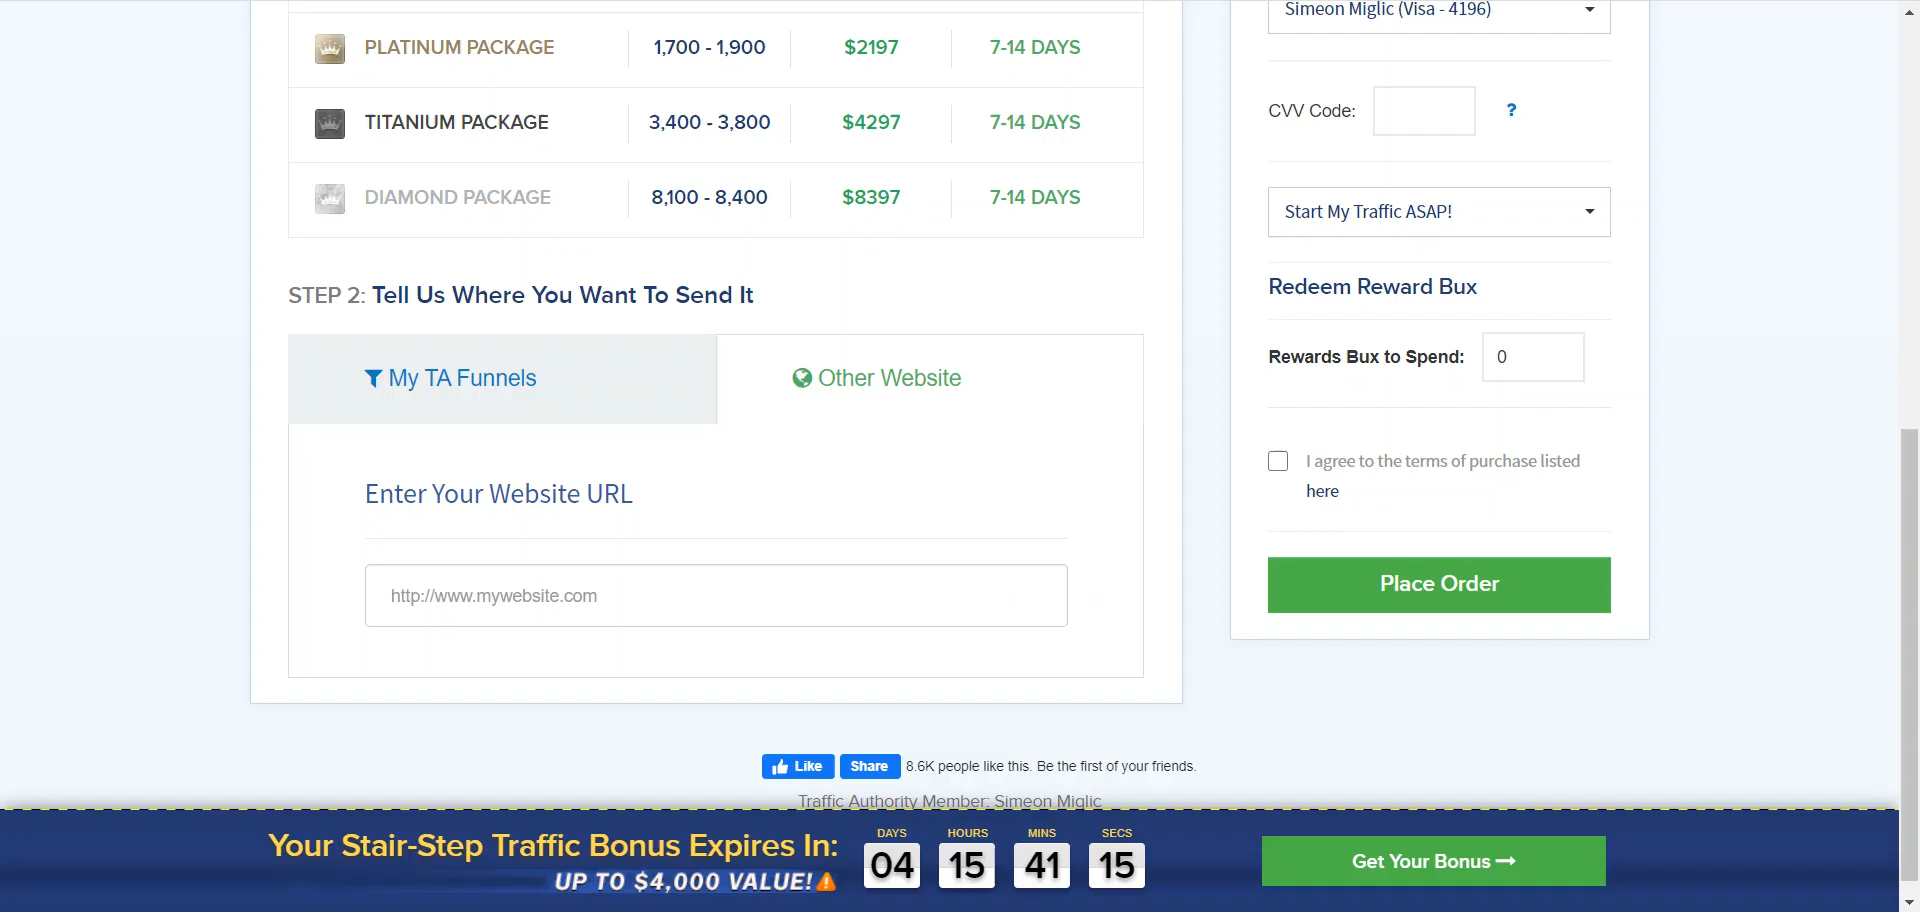 PLATINUM PACKAGE 1,700 - 1,900 $2197 7-14 DAYS
TITANIUM PACKAGE 3,400 - 3,800 $4297 7-14 DAYS
DIAMOND PACKAGE 8,100 - 8,400 $8397 7-14 DAYS
STEP 2: Tell Us Where You Want To Send It
My TA Funnels
Other Website
Enter Your Website URL
http://www.mywebsite.com
Simeon Miglic (Visa - 4196)
CVV Code: ?
Start My Traffic ASAP!
Redeem Reward Bux
Rewards Bux to Spend: 0
I agree to the terms of purchase listed
here
Place Order
Like Share 8.6K people like this. Be the first of your friends.
Traffic Authority Member: Simeon Miglic
Your Stair-Step Traffic Bonus Expires In:
UP TO $4,000 VALUE!
DAYS HOURS MINS SECS
04 15 41 15
Get Your Bonus